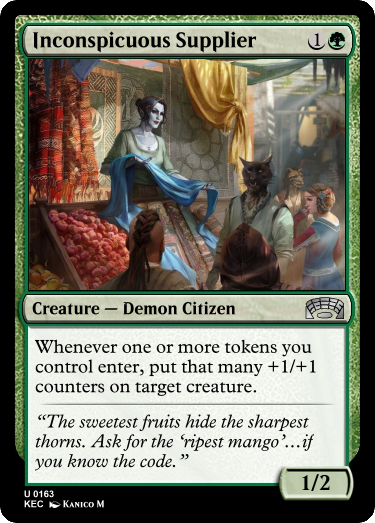 Inconspicuous Supplier 1
Creature — Demon Citizen
Whenever one or more tokens you
control enter, put that many +1/+1
counters on target creature.
“The sweetest fruits hide the sharpest
thorns. Ask for the ‘ripest mango’…if
you know the code.”
1/2
U 0163
KEC Kanico M